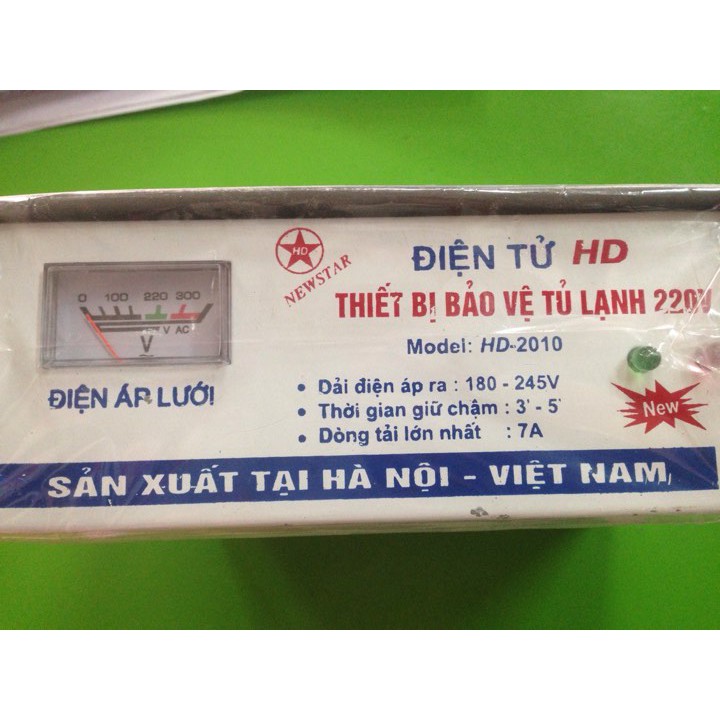 HD
NEWSTAR
ĐIỆN TỬ HD
THIẾT BỊ BẢO VỆ TỦ LẠNH 220V
Model: HD-2010
0 100 220 300
V AC
V
ĐIỆN ÁP LƯỚI
• Dải điện áp ra : 180 - 245V
• Thời gian giữ chậm : 3' - 5'
• Dòng tải lớn nhất : 7A
New
SẢN XUẤT TẠI HÀ NỘI - VIỆT NAM